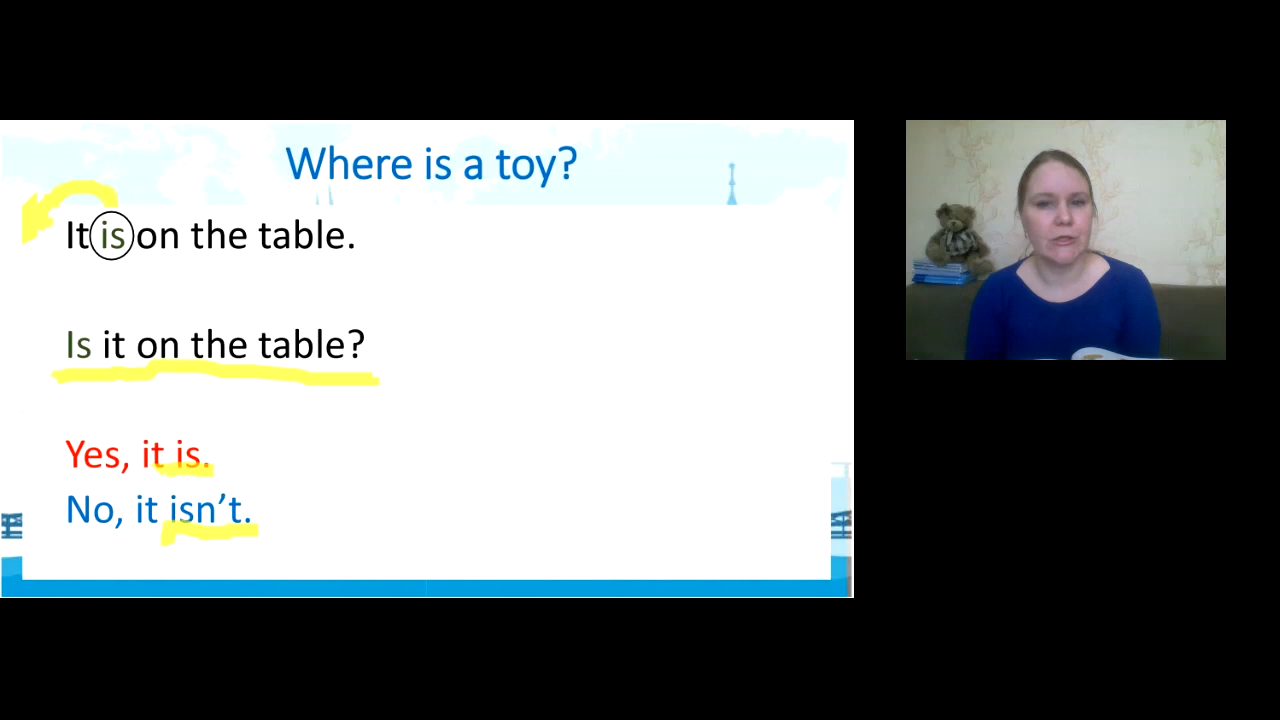 Where is a toy?
It is on the table.
Is it on the table?
Yes, it is.
No, it isn’t.